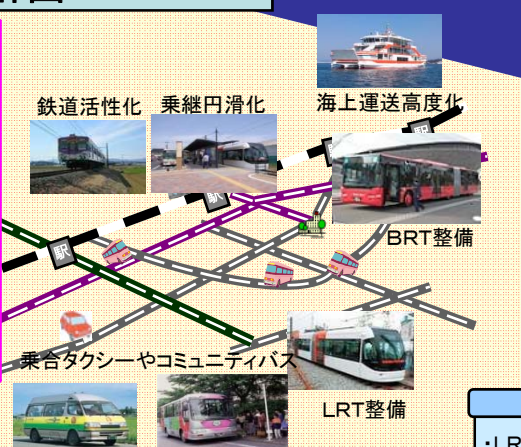 鉄道活性化
乗継円滑化
海上運送高度化
駅
駅
駅
BRT整備
乗合タクシーやコミュニティバス
LRT整備
・LR